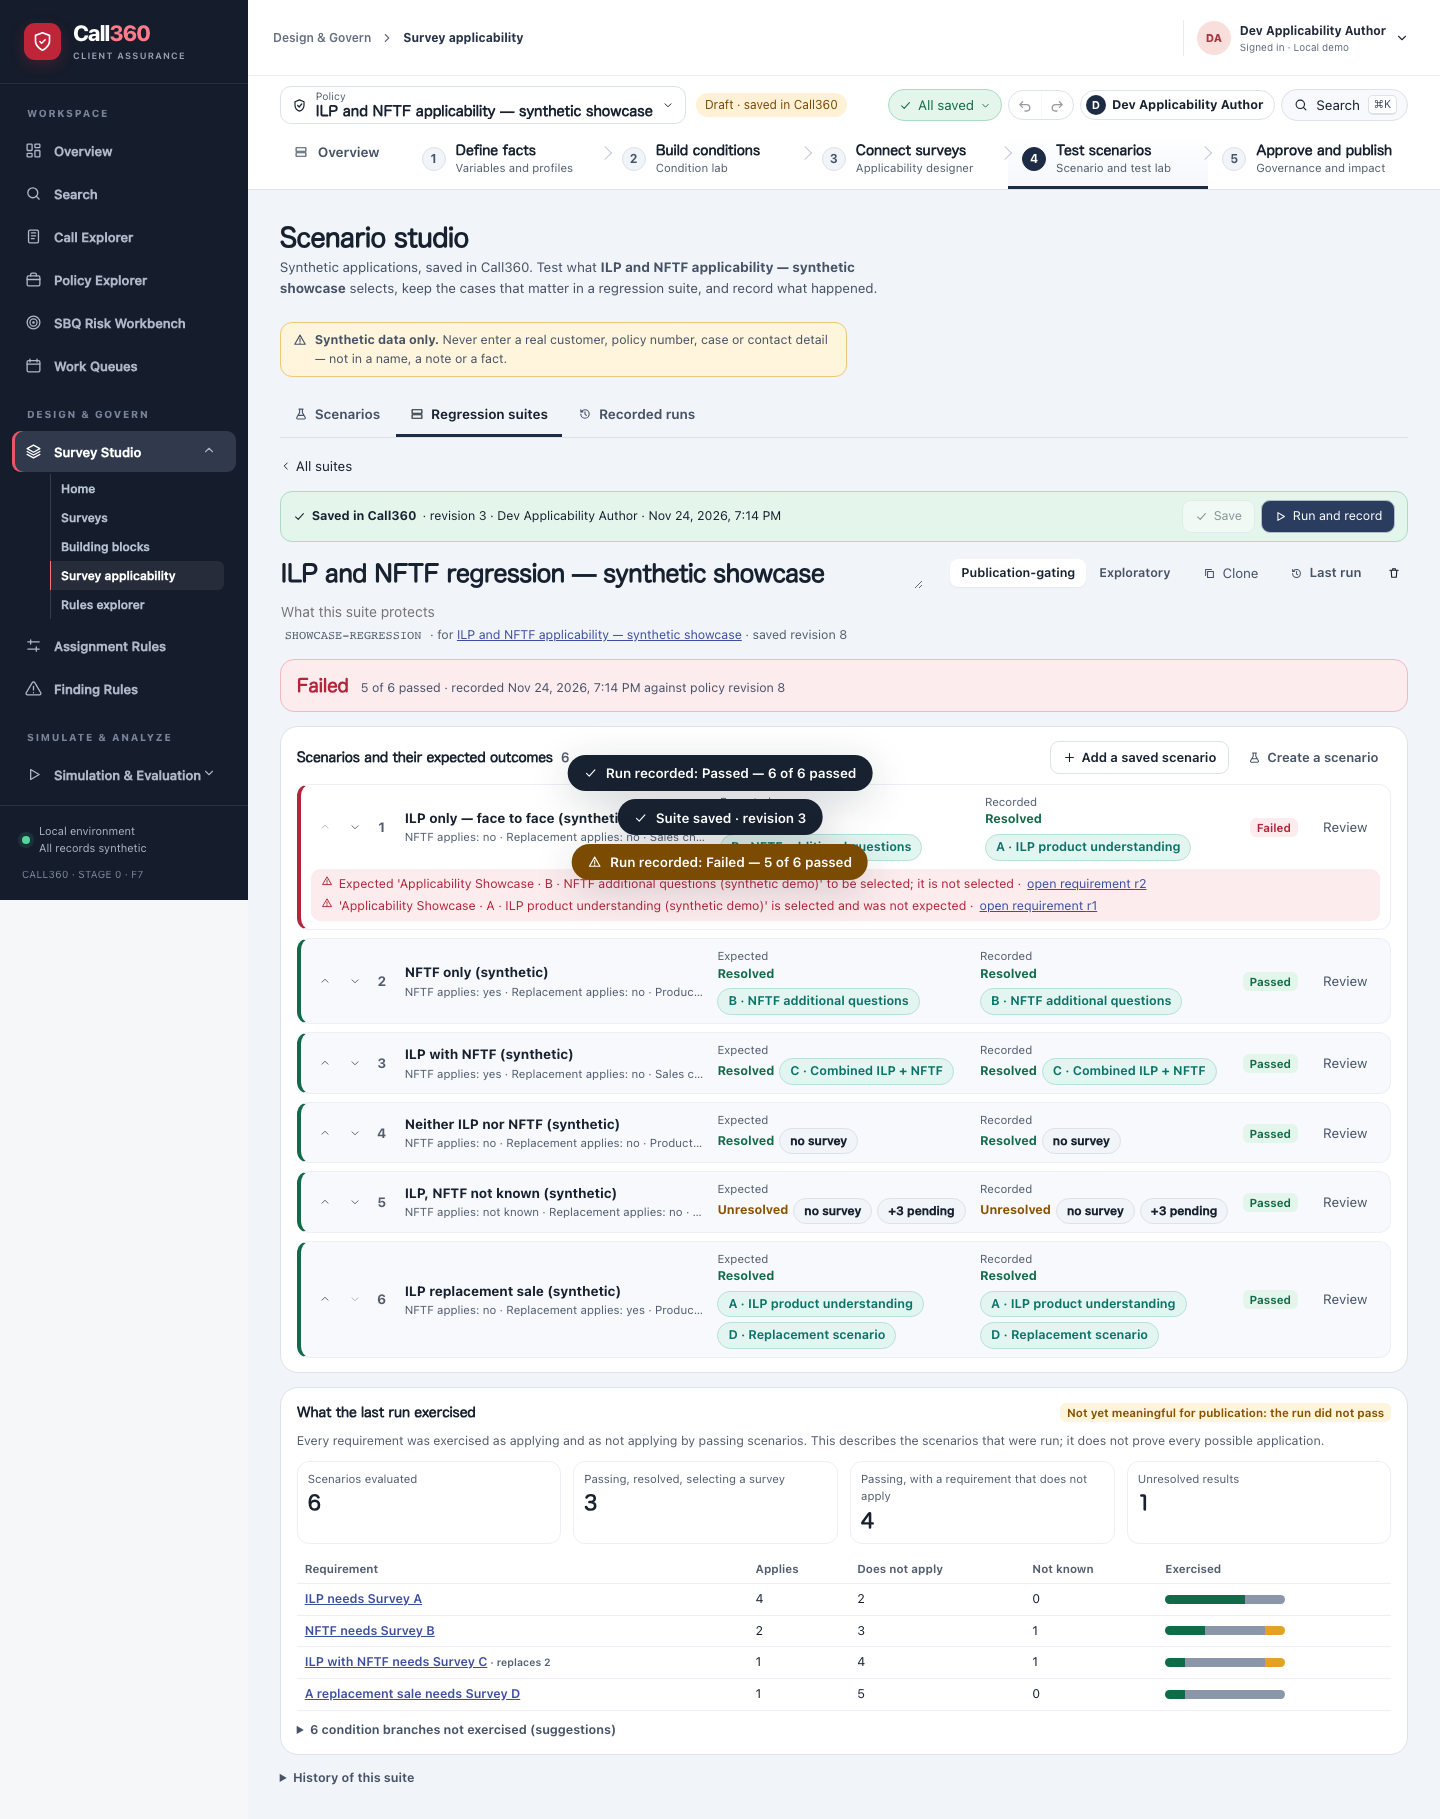 Call360
CLIENT ASSURANCE
WORKSPACE
Overview
Search
Call Explorer
Policy Explorer
SBQ Risk Workbench
Work Queues
DESIGN & GOVERN
Survey Studio
Home
Surveys
Building blocks
Survey applicability
Rules explorer
Assignment Rules
Finding Rules
SIMULATE & ANALYZE
Simulation & Evaluation
Local environment
All records synthetic
CALL360 · STAGE 0 · F7
Design & Govern > Survey applicability
DA Dev Applicability Author
Signed in · Local demo
Policy
ILP and NFTF applicability — synthetic showcase
Draft · saved in Call360
All saved
D Dev Applicability Author
Search ⌘K
Overview
1 Define facts
Variables and profiles
2 Build conditions
Condition lab
3 Connect surveys
Applicability designer
4 Test scenarios
Scenario and test lab
5 Approve and publish
Governance and impact
Scenario studio
Synthetic applications, saved in Call360. Test what ILP and NFTF applicability — synthetic
showcase selects, keep the cases that matter in a regression suite, and record what happened.
Synthetic data only. Never enter a real customer, policy number, case or contact detail
— not in a name, a note or a fact.
Scenarios Regression suites Recorded runs
All suites
Saved in Call360 · revision 3 · Dev Applicability Author · Nov 24, 2026, 7:14 PM
Save Run and record
ILP and NFTF regression — synthetic showcase
Publication-gating Exploratory Clone Last run
What this suite protects
SHOWCASE-REGRESSION · for ILP and NFTF applicability — synthetic showcase · saved revision 8
Failed 5 of 6 passed · recorded Nov 24, 2026, 7:14 PM against policy revision 8
Scenarios and their expected outcomes 6
Add a saved scenario Create a scenario
Run recorded: Passed — 6 of 6 passed
Suite saved · revision 3
Run recorded: Failed — 5 of 6 passed
1 ILP only — face to face
NFTF applies: no · Replacement applies: no · Sales ch...
questions
Recorded
Resolved
A · ILP product understanding
Failed Review
Expected 'Applicability Showcase · B · NFTF additional questions (synthetic demo)' to be selected; it is not selected · open requirement r2
'Applicability Showcase · A · ILP product understanding (synthetic demo)' is selected and was not expected · open requirement r1
2 NFTF only (synthetic)
NFTF applies: yes · Replacement applies: no · Produc...
Expected
Resolved
B · NFTF additional questions
Recorded
Resolved
B · NFTF additional questions
Passed Review
3 ILP with NFTF (synthetic)
NFTF applies: yes · Replacement applies: no · Sales c...
Expected
Resolved C · Combined ILP + NFTF
Recorded
Resolved C · Combined ILP + NFTF
Passed Review
4 Neither ILP nor NFTF (synthetic)
NFTF applies: no · Replacement applies: no · Product...
Expected
Resolved no survey
Recorded
Resolved no survey
Passed Review
5 ILP, NFTF not known (synthetic)
NFTF applies: not known · Replacement applies: no · ...
Expected
Unresolved no survey +3 pending
Recorded
Unresolved no survey +3 pending
Passed Review
6 ILP replacement sale (synthetic)
NFTF applies: no · Replacement applies: yes · Produc...
Expected
Resolved
A · ILP product understanding
D · Replacement scenario
Recorded
Resolved
A · ILP product understanding
D · Replacement scenario
Passed Review
What the last run exercised
Not yet meaningful for publication: the run did not pass
Every requirement was exercised as applying and as not applying by passing scenarios. This describes the scenarios that were run; it does not prove every possible application.
Scenarios evaluated
6
Passing, resolved, selecting a survey
3
Passing, with a requirement that does not
apply
4
Unresolved results
1
Requirement Applies Does not apply Not known Exercised
ILP needs Survey A 4 2 0
NFTF needs Survey B 2 3 1
ILP with NFTF needs Survey C · replaces 2 1 4 1
A replacement sale needs Survey D 1 5 0
6 condition branches not exercised (suggestions)
History of this suite